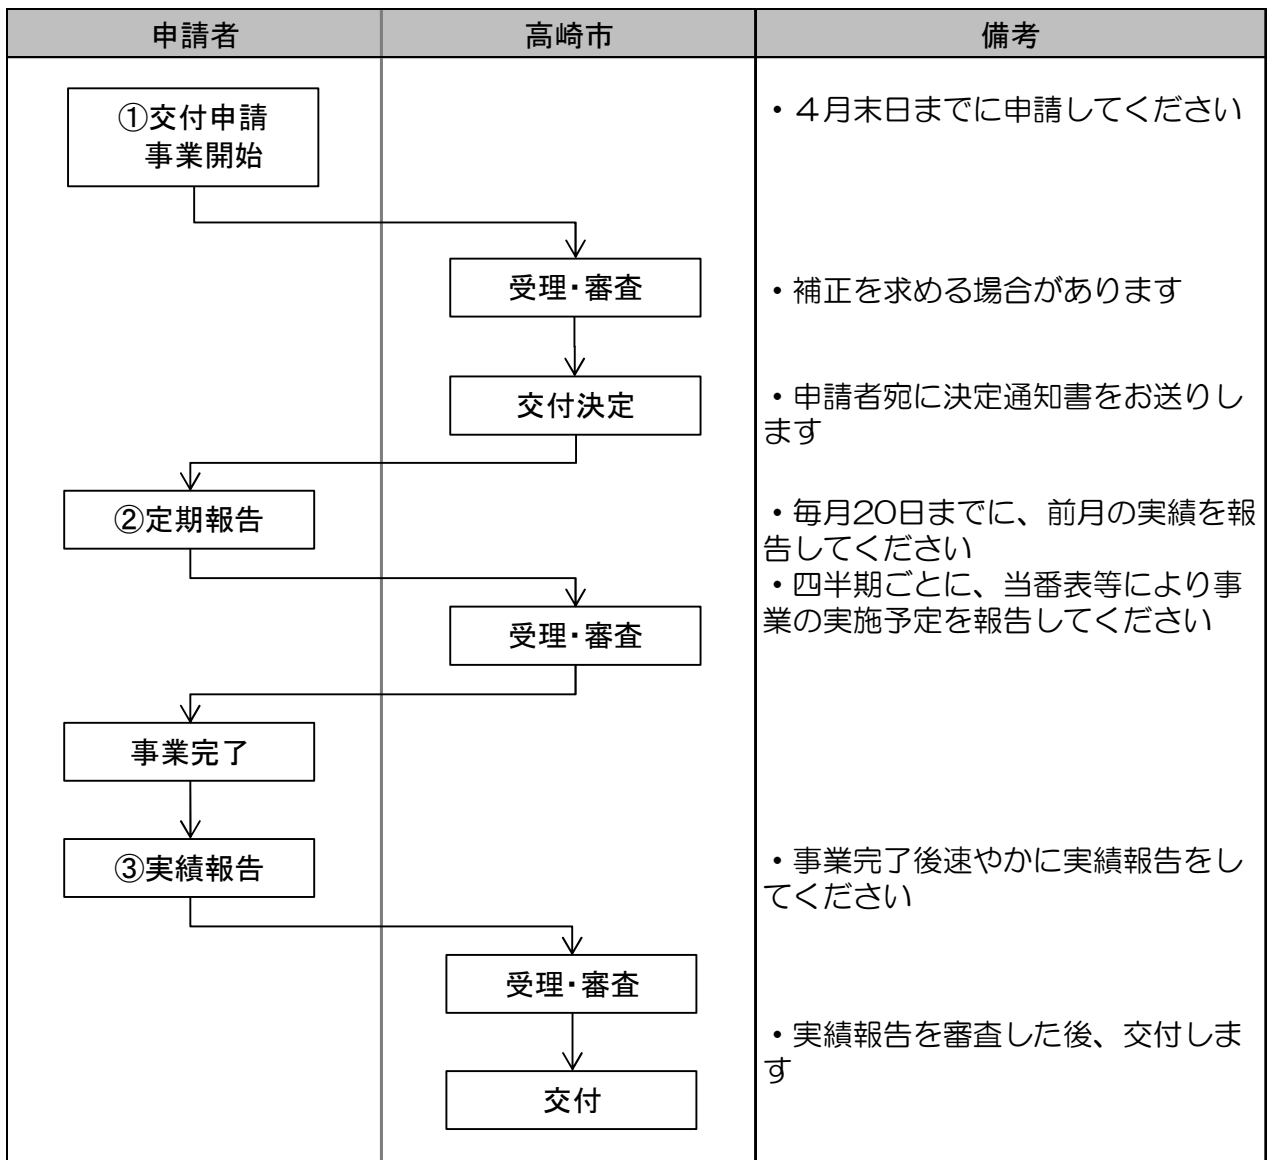 申請者
高崎市
備考
①交付申請
事業開始
・４月末日までに申請してください
受理・審査
・補正を求める場合があります
交付決定
・申請者宛に決定通知書をお送りし
ます
②定期報告
・毎月20日までに、前月の実績を報
告してください
・四半期ごとに、当番表等により事
業の実施予定を報告してください
受理・審査
事業完了
③実績報告
・事業完了後速やかに実績報告をし
てください
受理・審査
・実績報告を審査した後、交付しま
す
交付